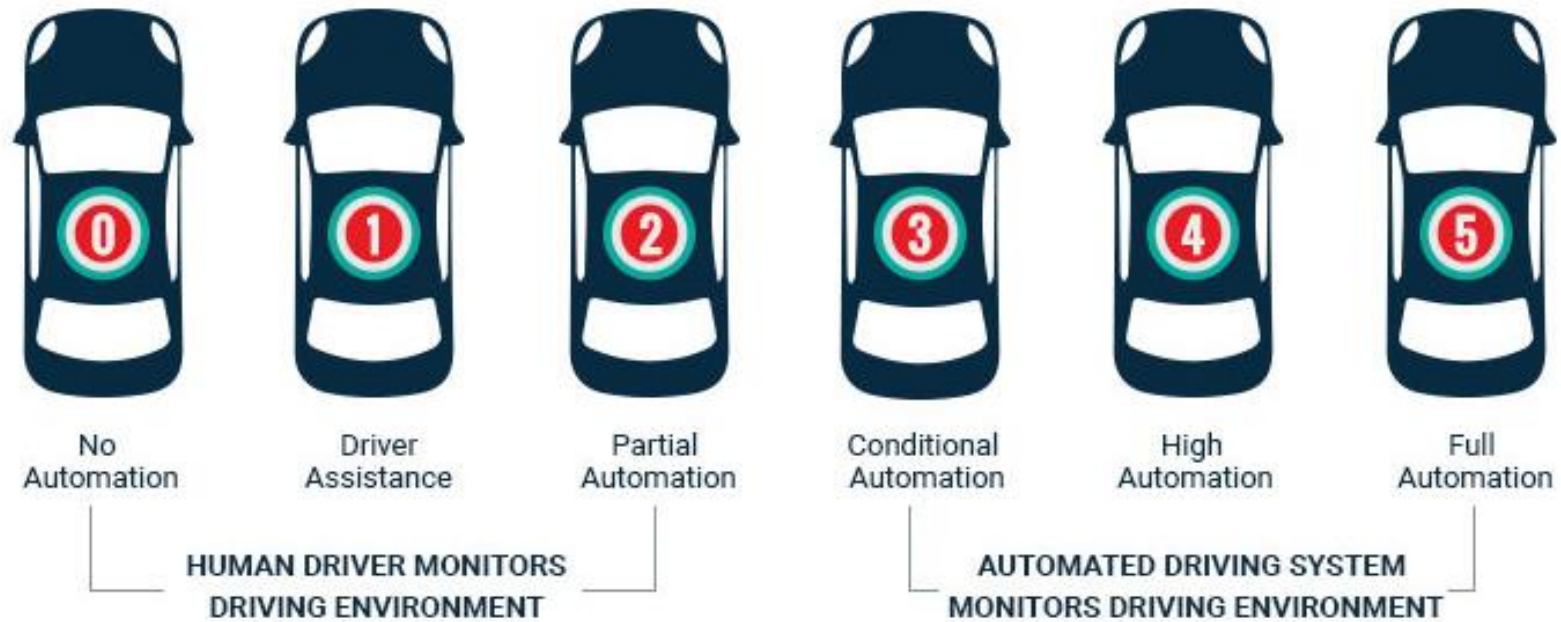 0
1
2
3
4
5
No
Automation
Driver
Assistance
Partial
Automation
Conditional
Automation
High
Automation
Full
Automation
HUMAN DRIVER MONITORS
DRIVING ENVIRONMENT
AUTOMATED DRIVING SYSTEM
MONITORS DRIVING ENVIRONMENT